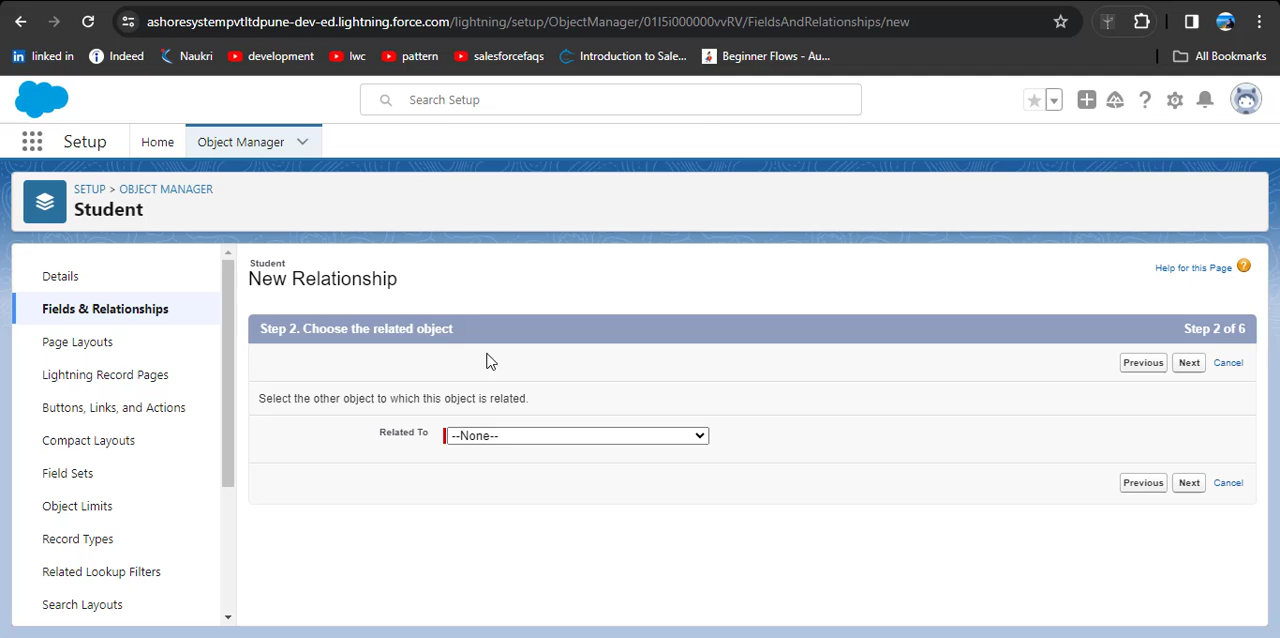 ashoresystempvtltdpune-dev-ed.lightning.force.com/lightning/setup/ObjectManager/01I5i000000vvRV/FieldsAndRelationships/new
linked in Indeed Naukri development lwc pattern salesforcefaqs Introduction to Sale... Beginner Flows - Au... All Bookmarks
Search Setup
Setup Home Object Manager
SETUP > OBJECT MANAGER
Student
Details
Fields & Relationships
Page Layouts
Lightning Record Pages
Buttons, Links, and Actions
Compact Layouts
Field Sets
Object Limits
Record Types
Related Lookup Filters
Search Layouts
Student
New Relationship
Help for this Page
Step 2. Choose the related object Step 2 of 6
Previous Next Cancel
Select the other object to which this object is related.
Related To --None--
Previous Next Cancel